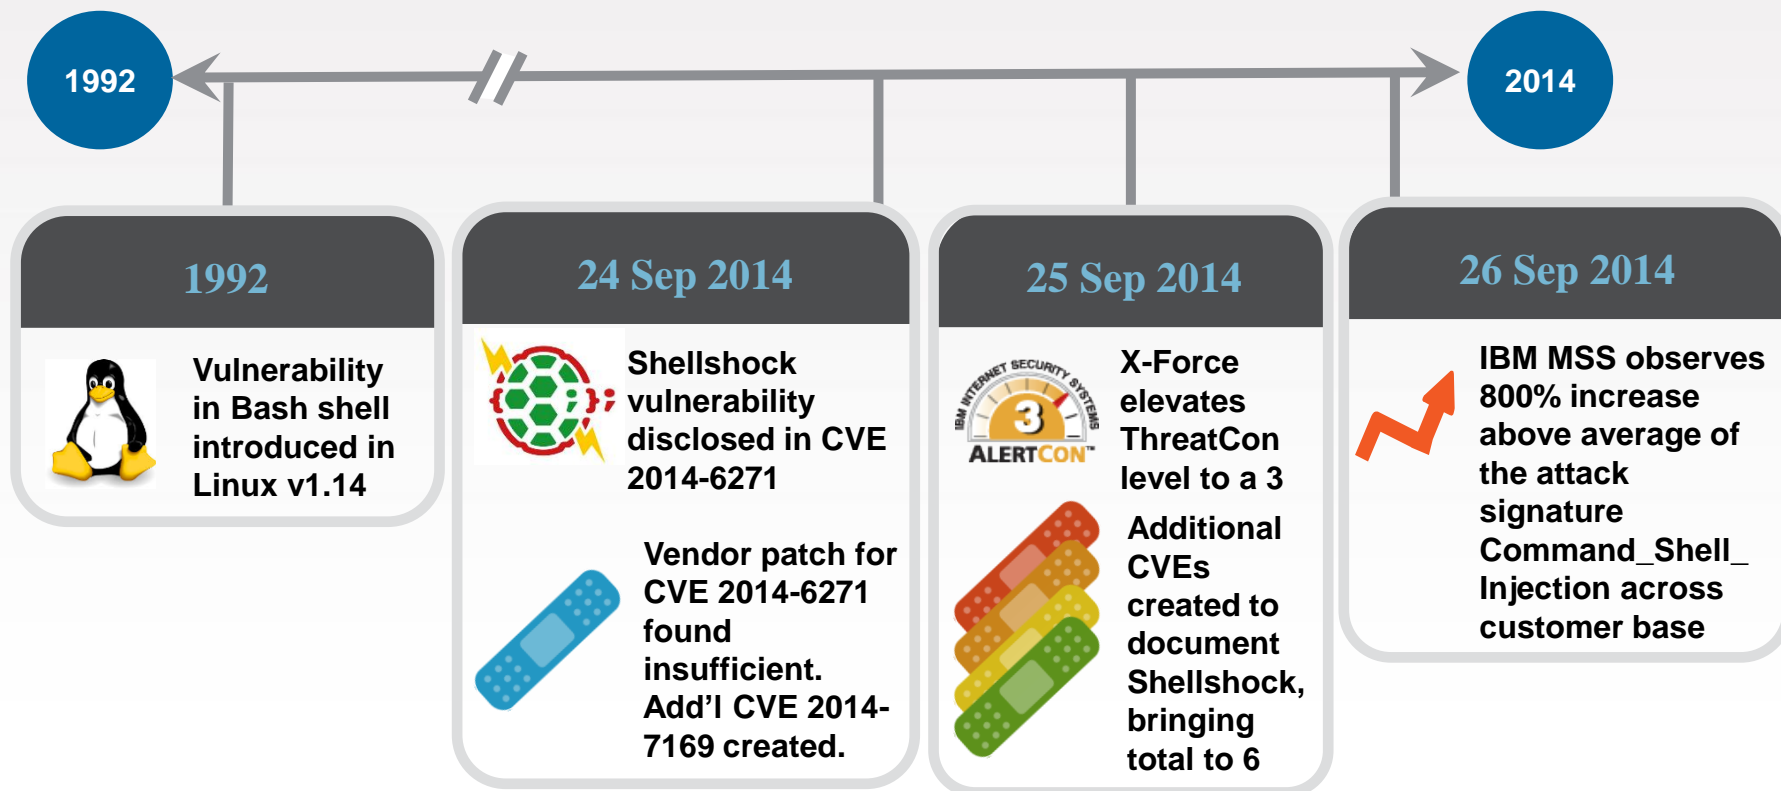 1992
2014
1992
Vulnerability
in Bash shell
introduced in
Linux v1.14
24 Sep 2014
Shellshock
vulnerability
disclosed in CVE
2014-6271
Vendor patch for
CVE 2014-6271
found
insufficient.
Add’l CVE 2014-
7169 created.
25 Sep 2014
IBM INTERNET SECURITY SYSTEMS
3
ALERTCON™
X-Force
elevates
ThreatCon
level to a 3
Additional
CVEs
created to
document
Shellshock,
bringing
total to 6
26 Sep 2014
IBM MSS observes
800% increase
above average of
the attack
signature
Command_Shell_
Injection across
customer base